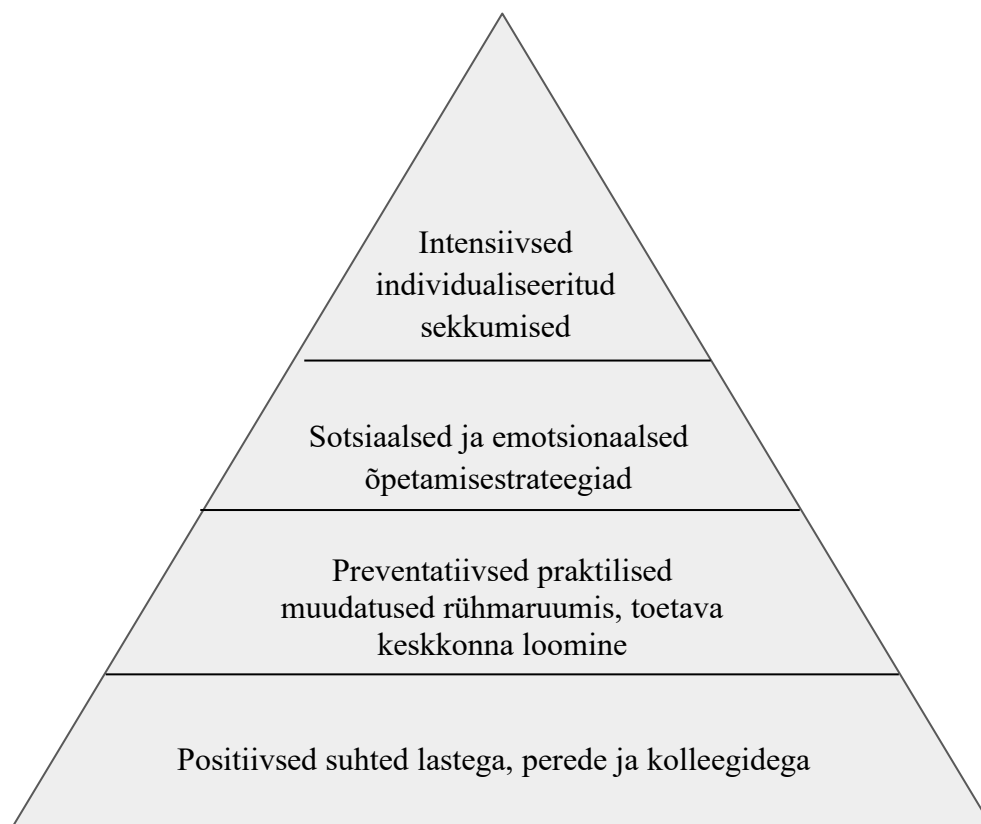 Intensiivsed
individualiseeritud
sekkumised
Sotsiaalsed ja emotsionaalsed
õpetamisestrateegiad
Preventatiivsed praktilised
muudatused rühmaruumis, toetava
keskkonna loomine
Positiivsed suhted lastega, perede ja kolleegidega